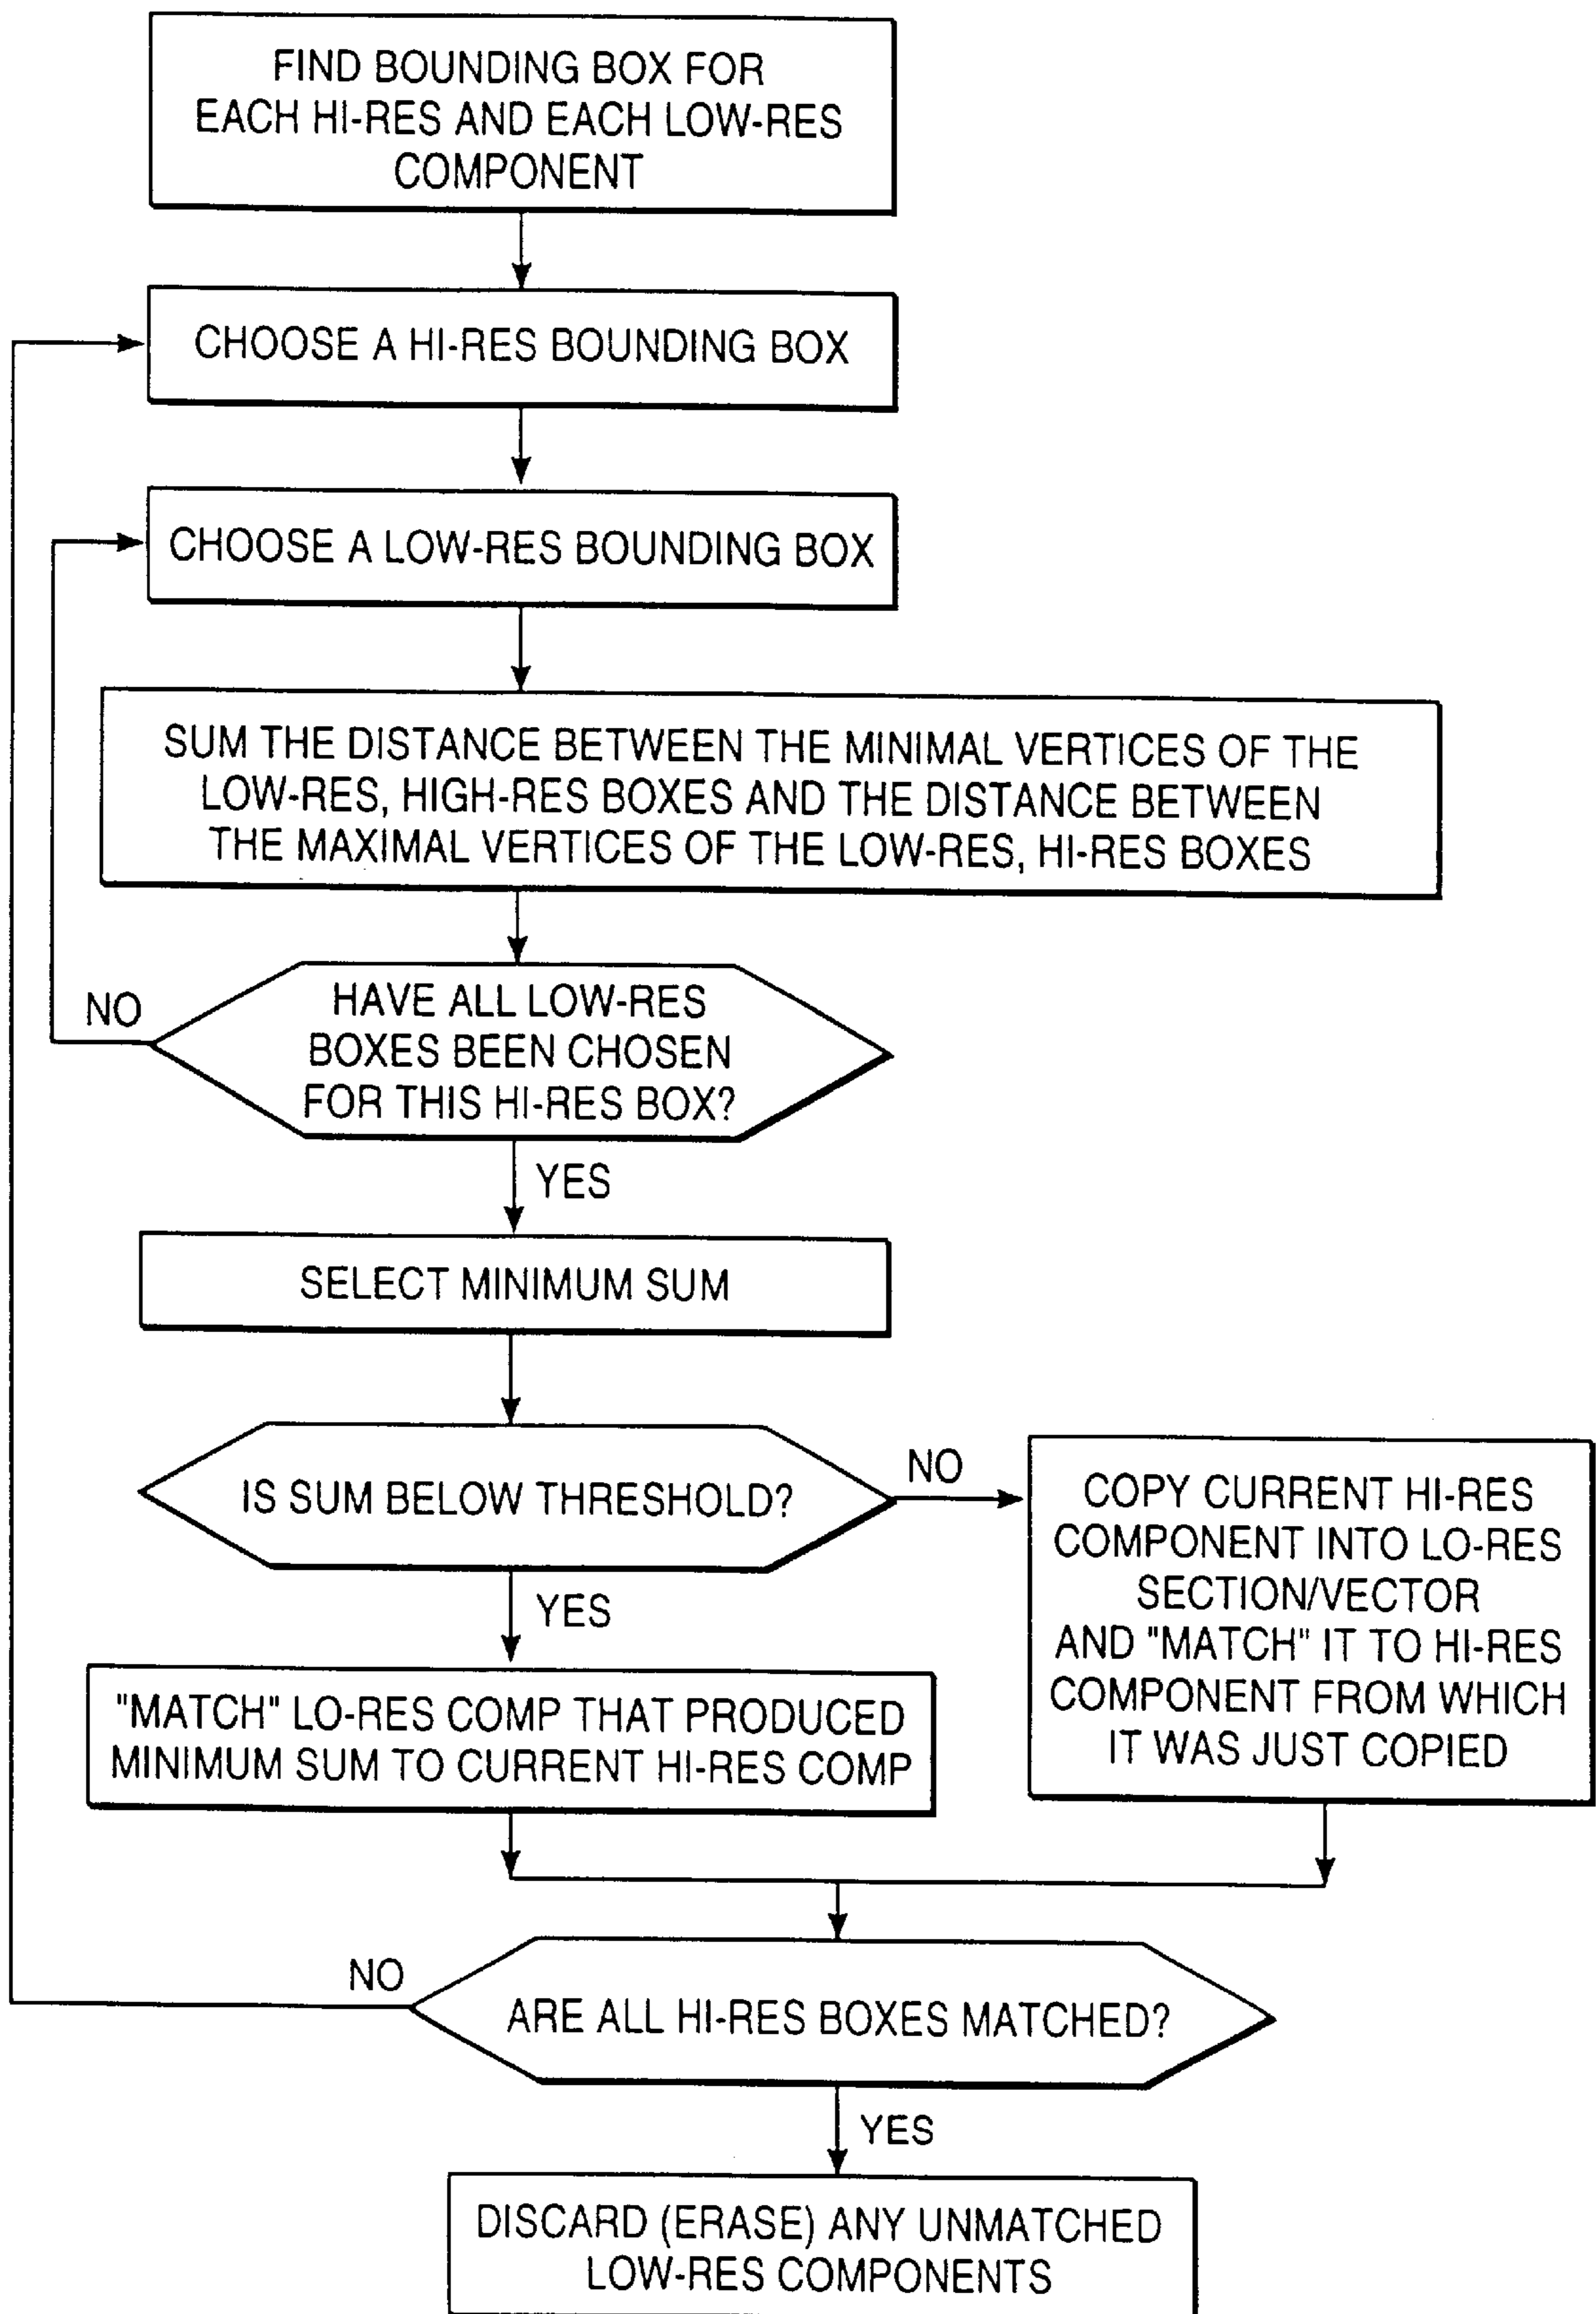 FIND BOUNDING BOX FOR
EACH HI-RES AND EACH LOW-RES
COMPONENT
CHOOSE A HI-RES BOUNDING BOX
CHOOSE A LOW-RES BOUNDING BOX
SUM THE DISTANCE BETWEEN THE MINIMAL VERTICES OF THE
LOW-RES, HIGH-RES BOXES AND THE DISTANCE BETWEEN
THE MAXIMAL VERTICES OF THE LOW-RES, HI-RES BOXES
NO
HAVE ALL LOW-RES
BOXES BEEN CHOSEN
FOR THIS HI-RES BOX?
YES
SELECT MINIMUM SUM
IS SUM BELOW THRESHOLD?
NO
YES
COPY CURRENT HI-RES
COMPONENT INTO LO-RES
SECTION/VECTOR
AND "MATCH" IT TO HI-RES
COMPONENT FROM WHICH
IT WAS JUST COPIED
"MATCH" LO-RES COMP THAT PRODUCED
MINIMUM SUM TO CURRENT HI-RES COMP
NO
ARE ALL HI-RES BOXES MATCHED?
YES
DISCARD (ERASE) ANY UNMATCHED
LOW-RES COMPONENTS